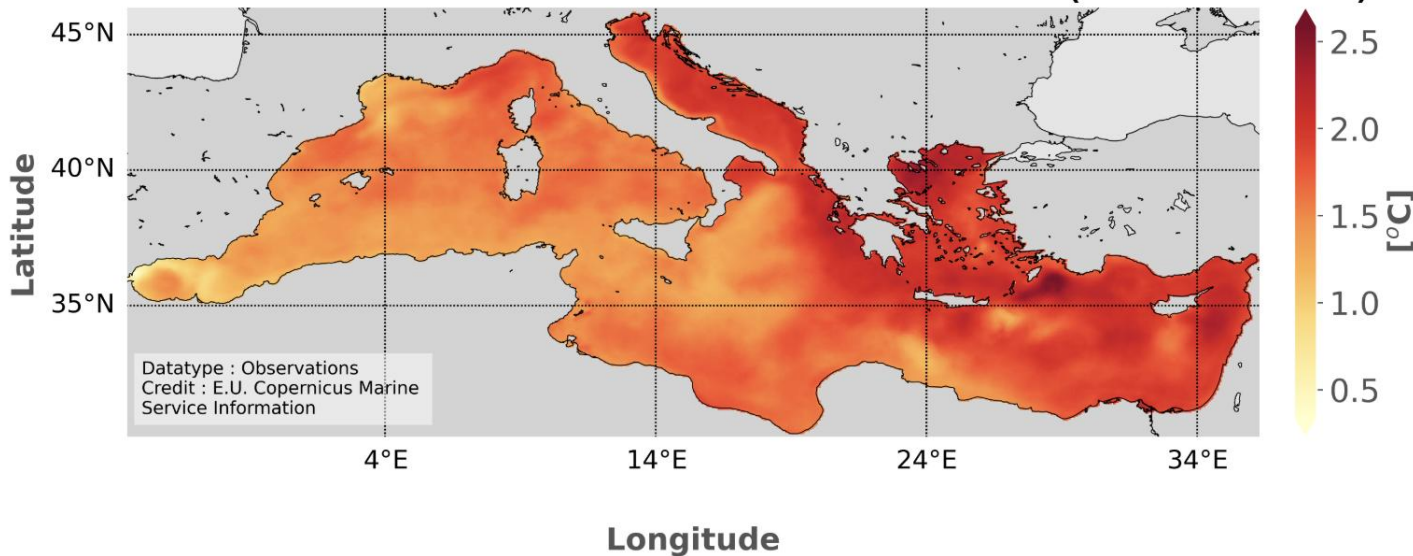 45°N
40°N
35°N
4°E
14°E
24°E
34°E
Latitude
Longitude
Datatype : Observations
Credit : E.U. Copernicus Marine
Service Information
2.5
2.0
1.5
1.0
0.5
[°C]